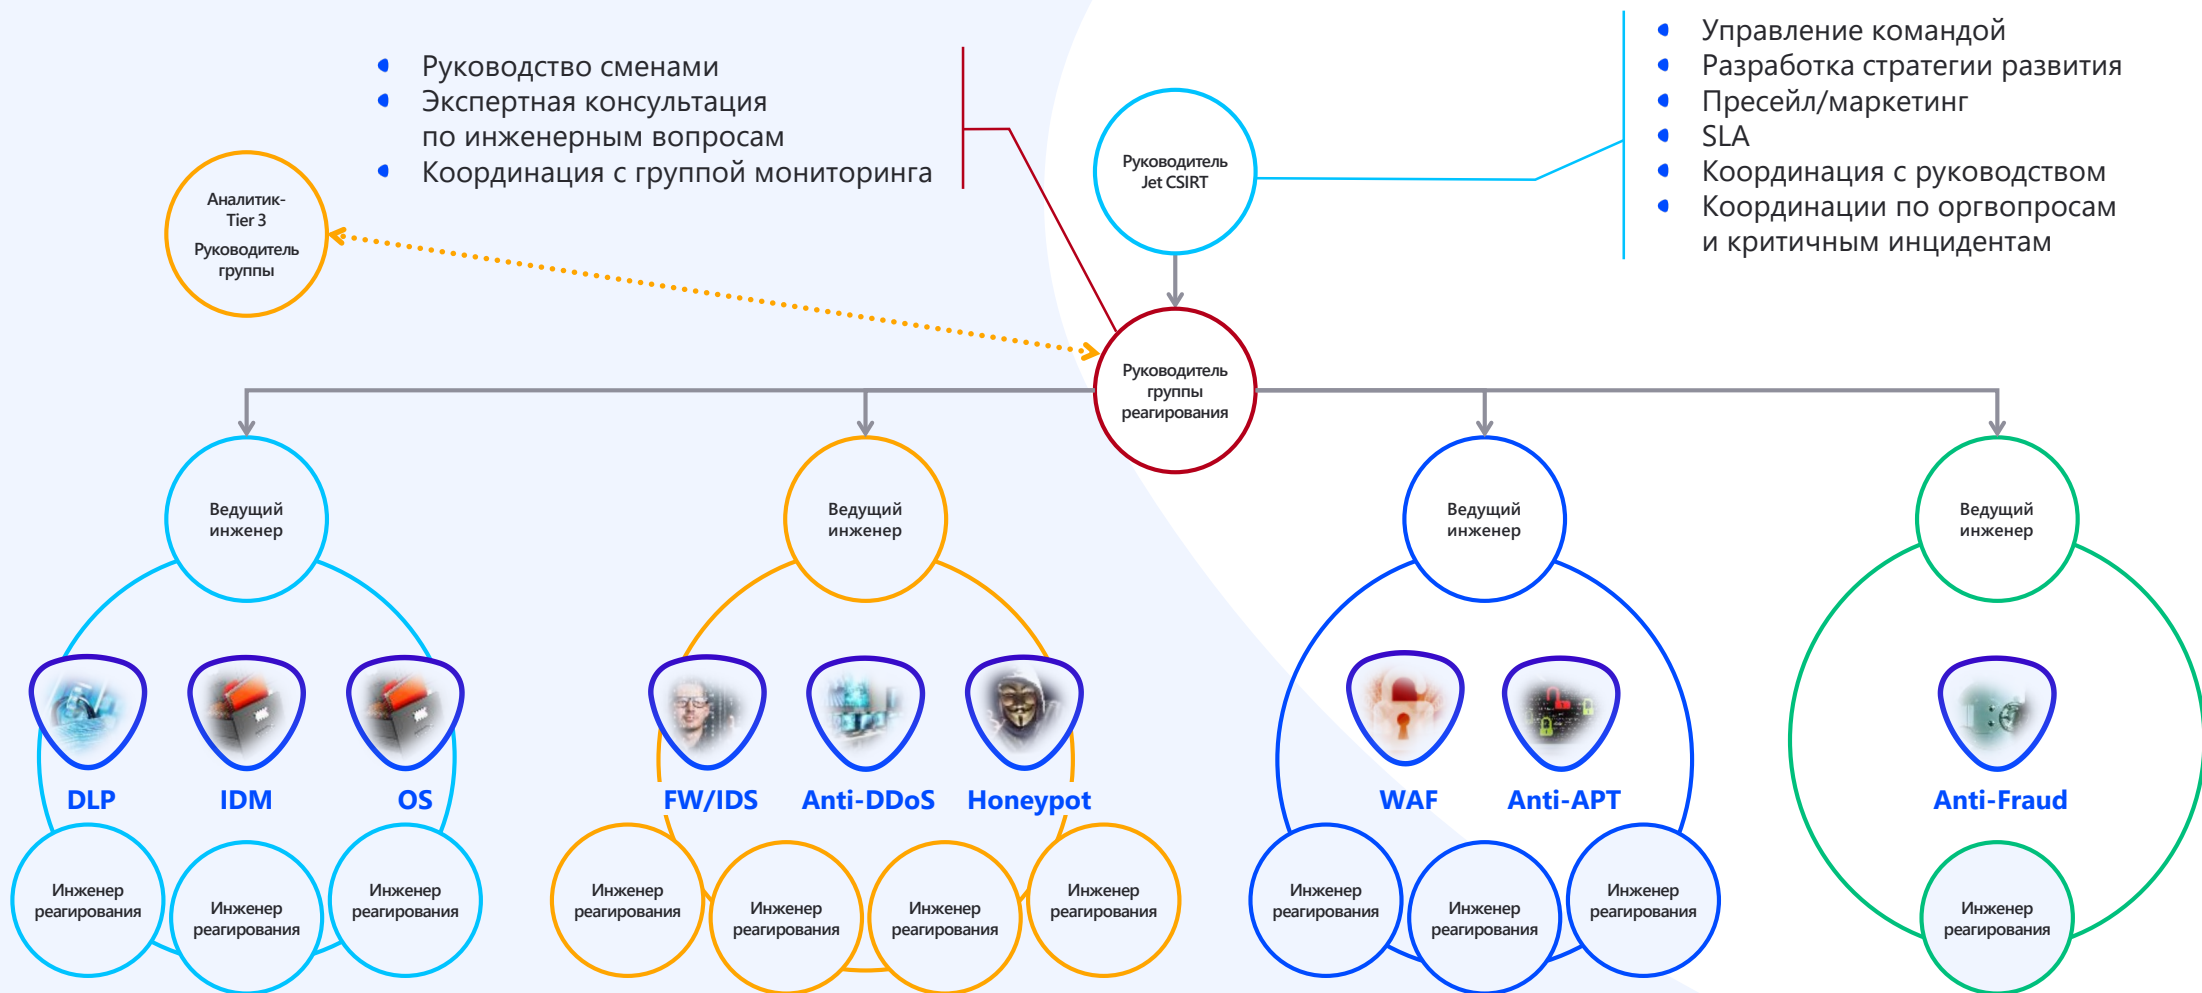 Руководство сменами
Экспертная консультация
по инженерным вопросам
Координация с группой мониторинга
Управление командой
Разработка стратегии развития
Пресейл/маркетинг
SLA
Координация с руководством
Координации по оргвопросам
и критичным инцидентам
Руководитель
Jet CSIRT
Аналитик-
Tier 3
Руководитель
группы
Руководитель
группы
реагирования
Ведущий
инженер
Ведущий
инженер
Ведущий
инженер
Ведущий
инженер
DLP
IDM
OS
FW/IDS
Anti-DDoS
Honeypot
WAF
Anti-APT
Anti-Fraud
Инженер
реагирования
Инженер
реагирования
Инженер
реагирования
Инженер
реагирования
Инженер
реагирования
Инженер
реагирования
Инженер
реагирования
Инженер
реагирования
Инженер
реагирования
Инженер
реагирования
Инженер
реагирования